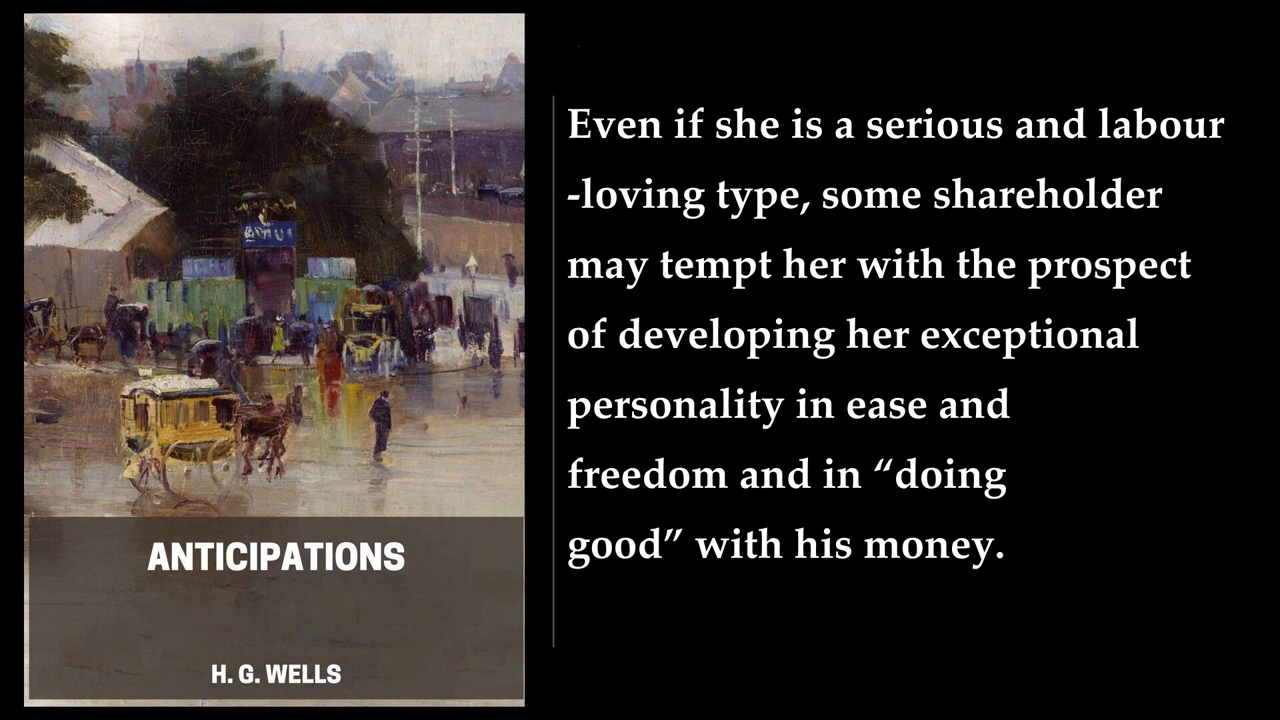 ANTICIPATIONS
H. G. WELLS
Even if she is a serious and labour
-loving type, some shareholder
may tempt her with the prospect
of developing her exceptional
personality in ease and
freedom and in “doing
good” with his money.